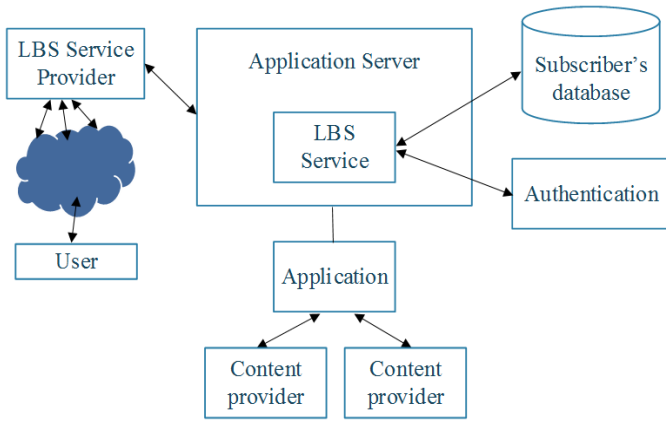 LBS Service
Provider
Application Server
Subscriber's
database
LBS
Service
Authentication
User
Application
Content
provider
Content
provider